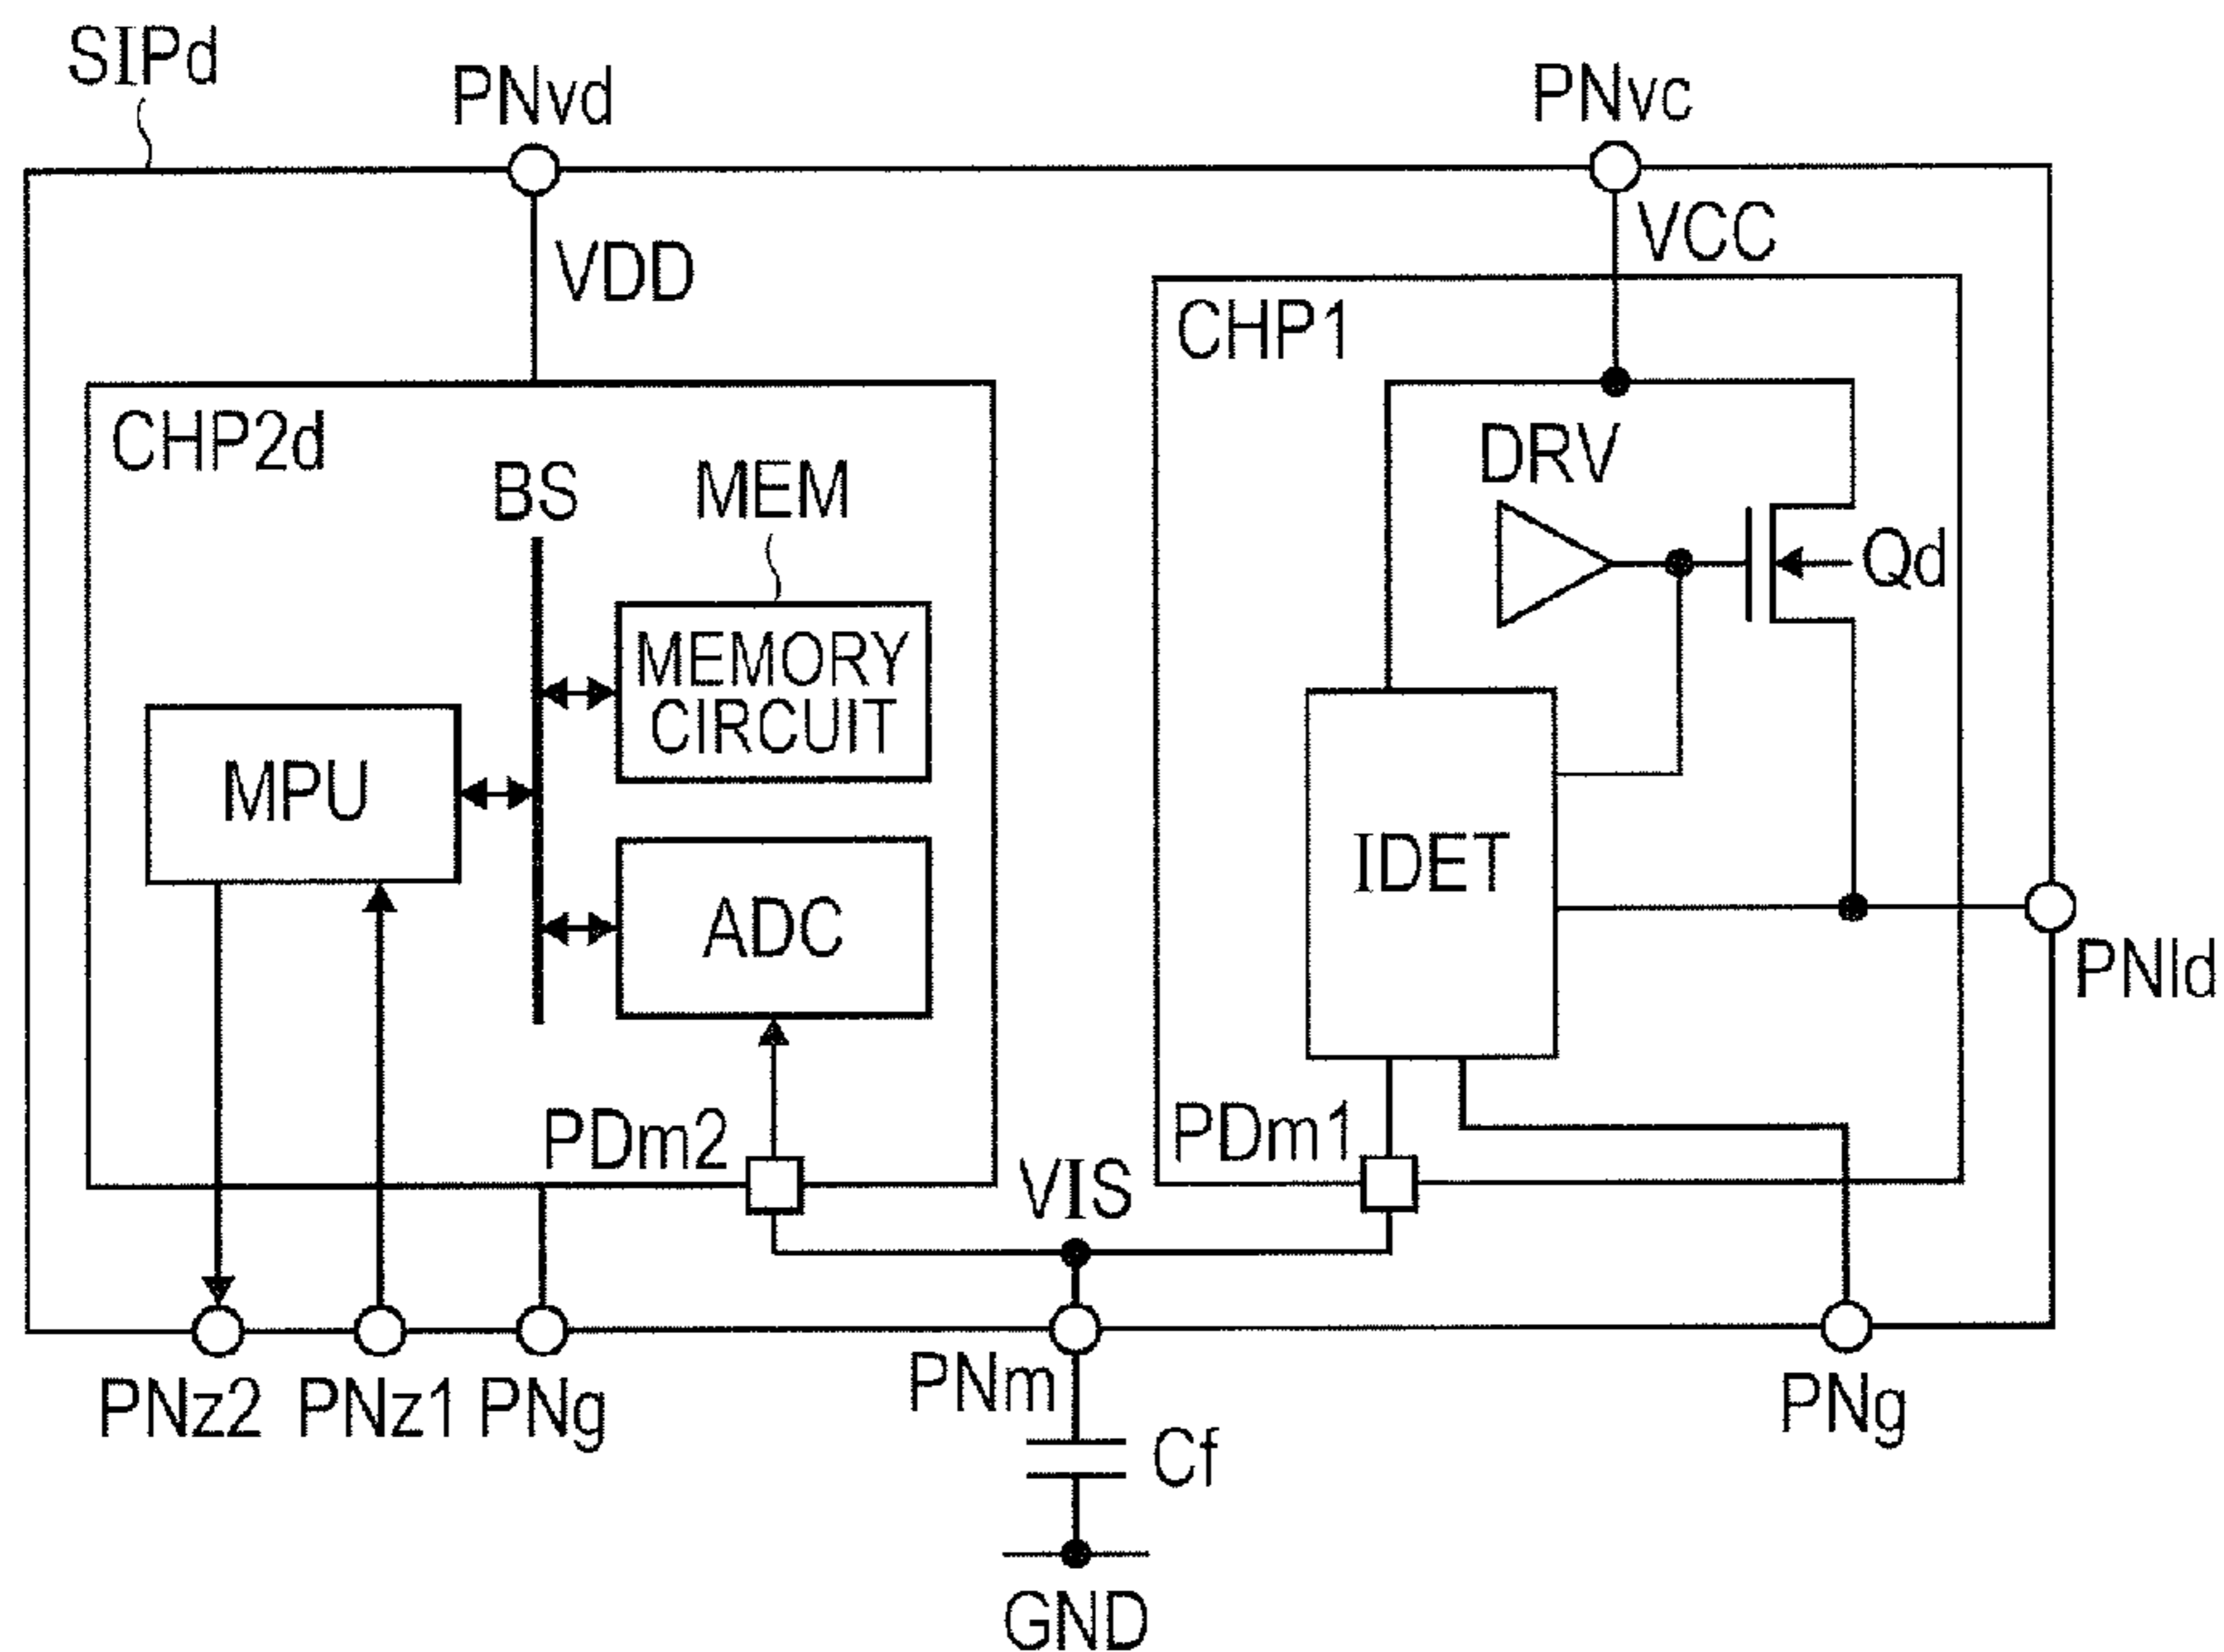 SIPd
PNvd
PNvc
VDD
VCC
CHP1
CHP2d
DRV
BS
MEM
Qd
MEMORY
CIRCUIT
MPU
IDET
ADC
PNld
PDm2
PDm1
VIS
PNz2
PNz1
PNg
PNm
PNg
Cf
GND